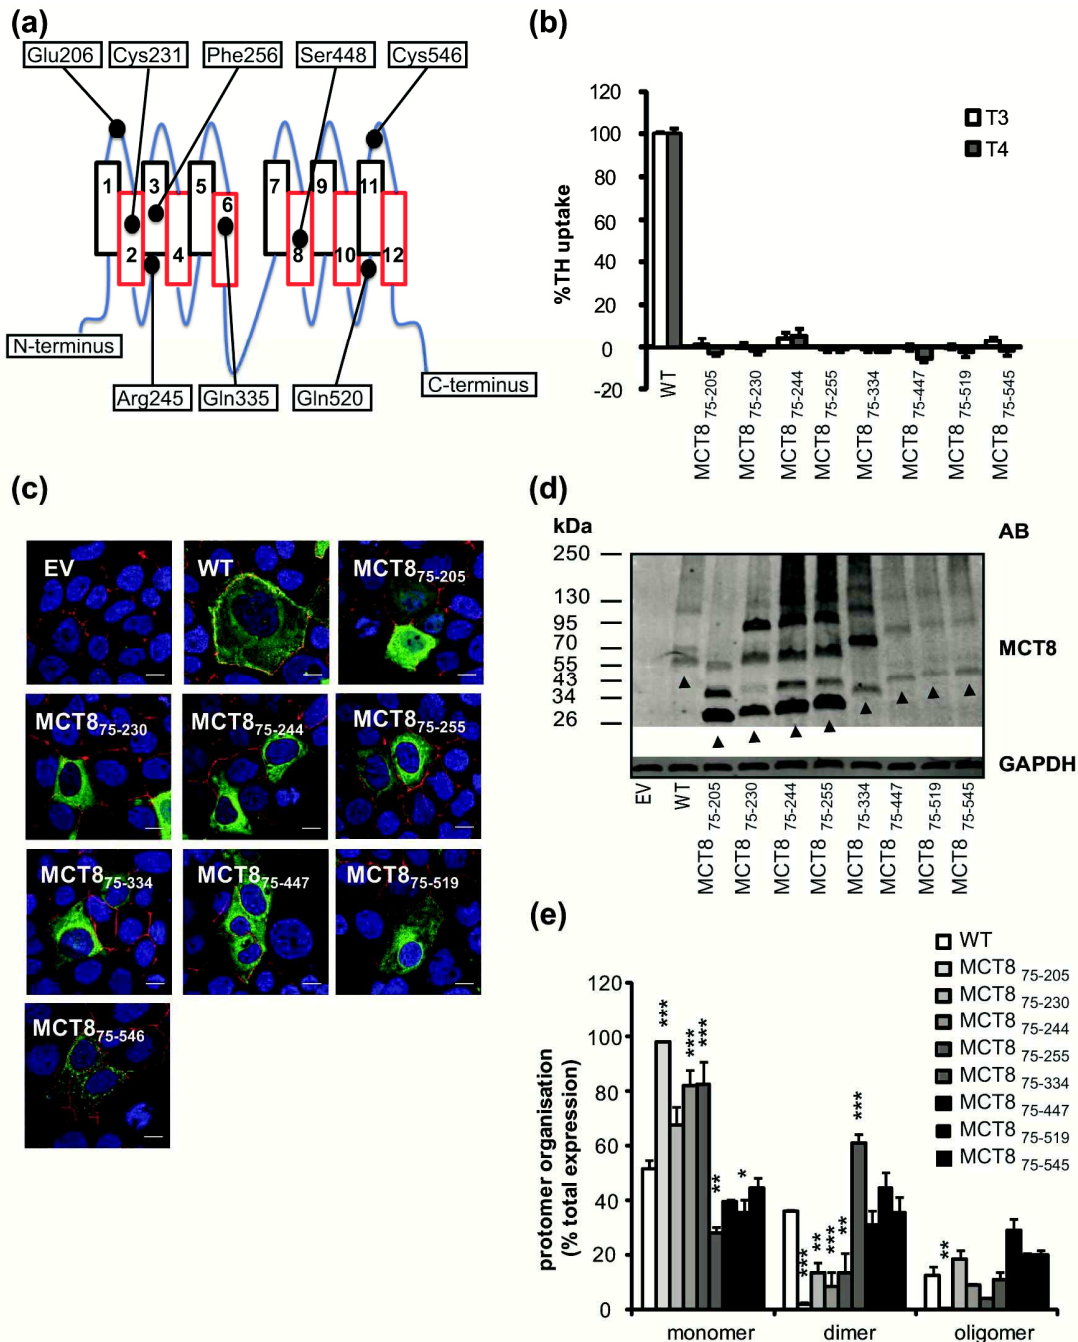 (a)
Glu206 Cys231 Phe256 Ser448 Cys546
1 3 5 7 9 11
2 4 6 8 10 12
N-terminus
C-terminus
Arg245 Gln335 Gln520
(b)
%TH uptake
120
100
80
60
40
20
0
-20
T3
T4
WT
MCT8 75-205
MCT8 75-230
MCT8 75-244
MCT8 75-255
MCT8 75-334
MCT8 75-447
MCT8 75-519
MCT8 75-545
(c)
EV
WT
MCT8 75-205
MCT8 75-230
MCT8 75-244
MCT8 75-255
MCT8 75-334
MCT8 75-447
MCT8 75-519
MCT8 75-546
(d)
kDa
AB
250
130
95
70
55
43
34
26
MCT8
GAPDH
EV
WT
MCT8 75-205
MCT8 75-230
MCT8 75-244
MCT8 75-255
MCT8 75-334
MCT8 75-447
MCT8 75-519
MCT8 75-545
(e)
protomer organisation
(% total expression)
120
100
80
60
40
20
0
WT
MCT8 75-205
MCT8 75-230
MCT8 75-244
MCT8 75-255
MCT8 75-334
MCT8 75-447
MCT8 75-519
MCT8 75-545
*** *** *** ** *
*** ** *** ** ***
**
monomer dimer oligomer